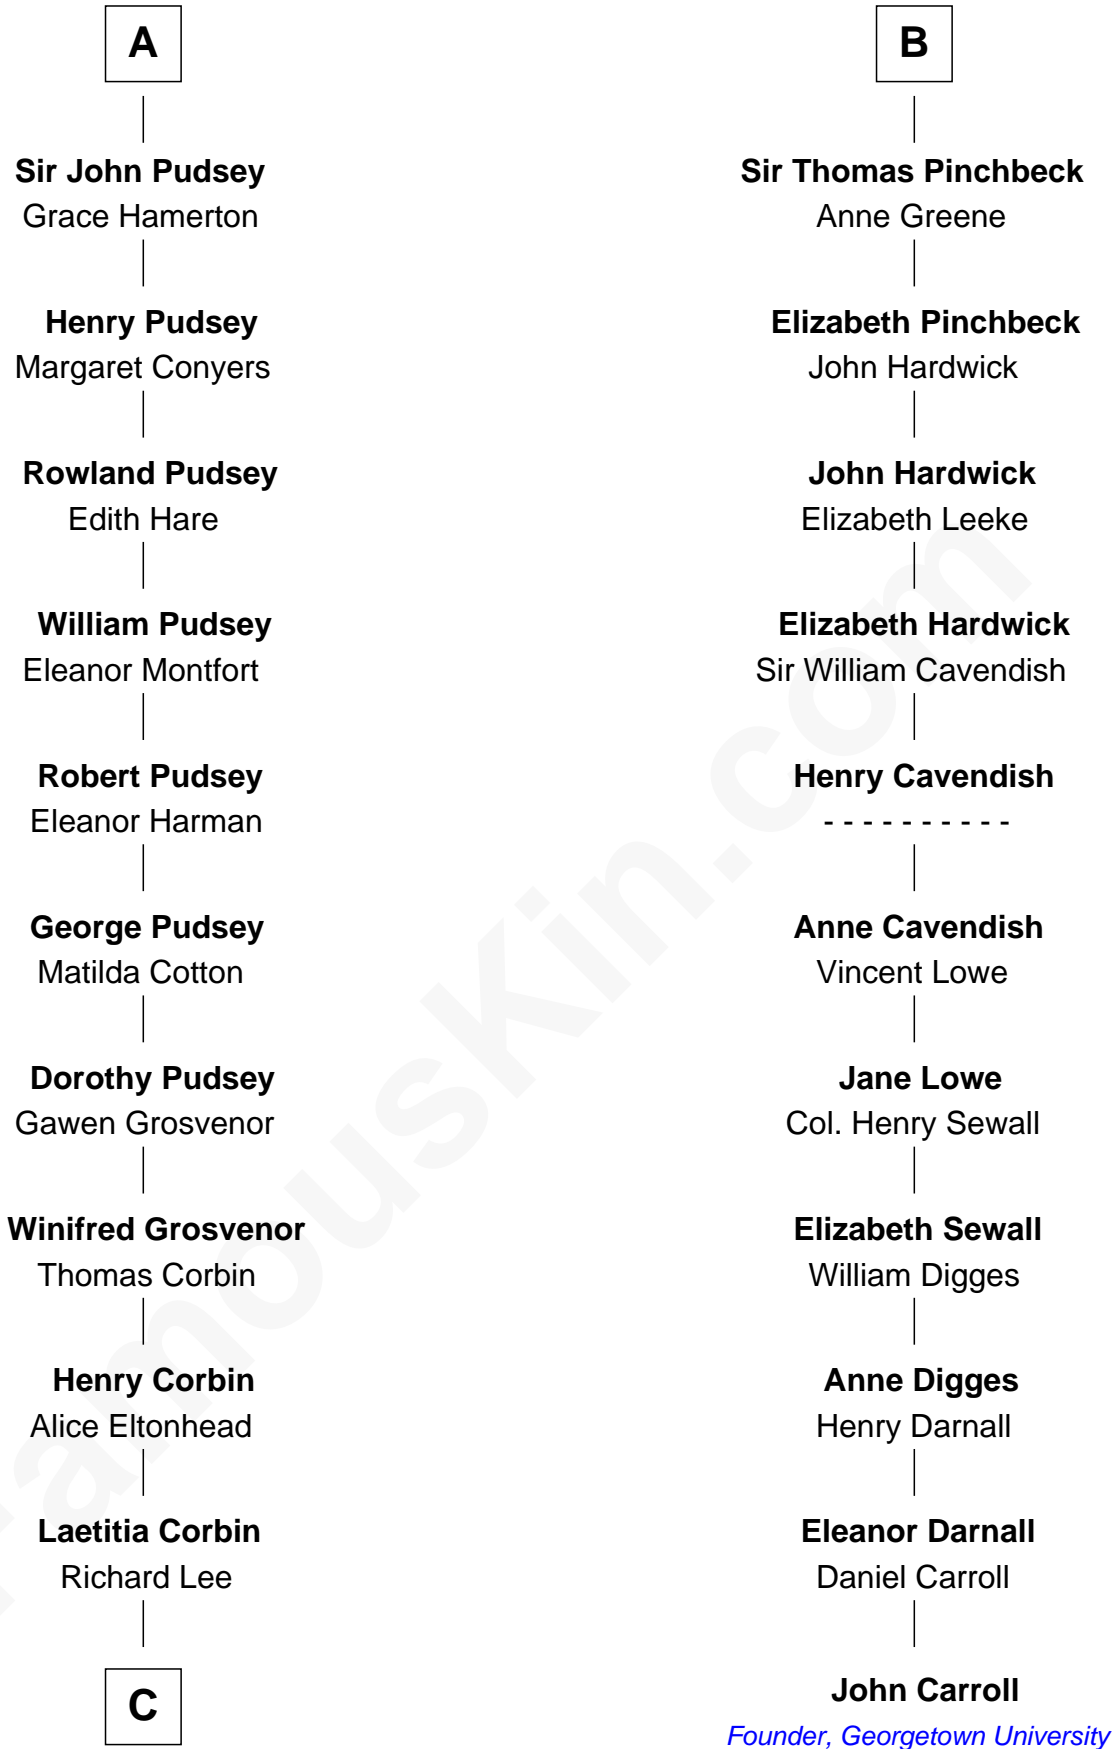 A
Sir John Pudsey
Grace Hamerton
Henry Pudsey
Margaret Conyers
Rowland Pudsey
Edith Hare
William Pudsey
Eleanor Montfort
Robert Pudsey
Eleanor Harman
George Pudsey
Matilda Cotton
Dorothy Pudsey
Gawen Grosvenor
Winifred Grosvenor
Thomas Corbin
Henry Corbin
Alice Eltonhead
Laetitia Corbin
Richard Lee
C
B
Sir Thomas Pinchbeck
Anne Greene
Elizabeth Pinchbeck
John Hardwick
John Hardwick
Elizabeth Leeke
Elizabeth Hardwick
Sir William Cavendish
Henry Cavendish
- - - - - - - - - -
Anne Cavendish
Vincent Lowe
Jane Lowe
Col. Henry Sewall
Elizabeth Sewall
William Digges
Anne Digges
Henry Darnall
Eleanor Darnall
Daniel Carroll
John Carroll
Founder, Georgetown University
FamousKin.com